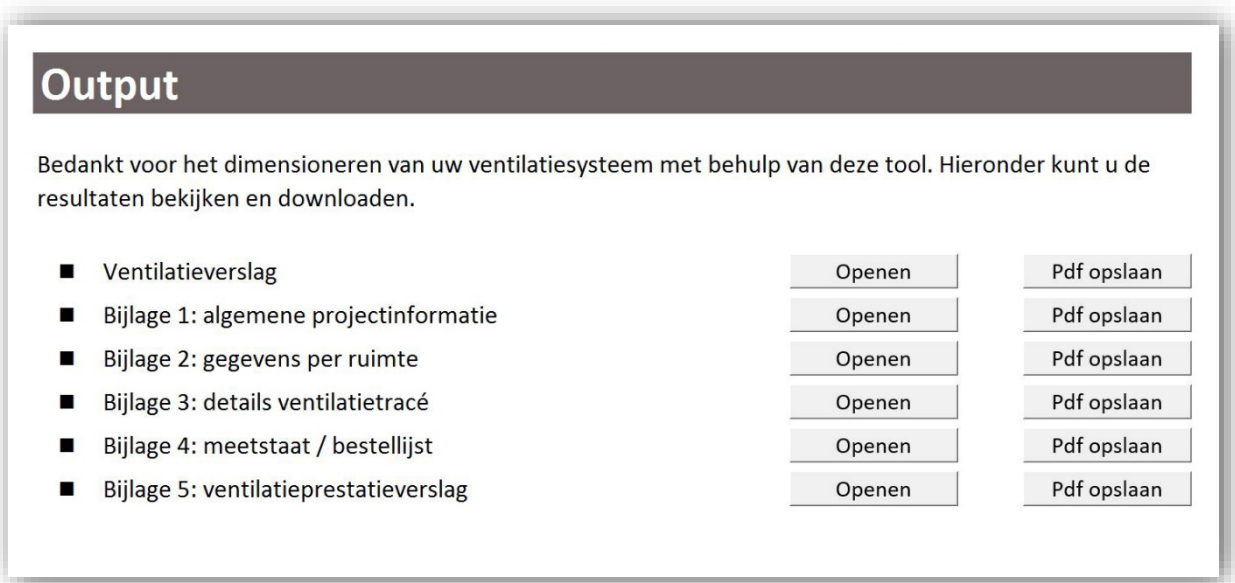 Output
Bedankt voor het dimensioneren van uw ventilatiesysteem met behulp van deze tool. Hieronder kunt u de
resultaten bekijken en downloaden.
■ Ventilatieverslag Openen Pdf opslaan
■ Bijlage 1: algemene projectinformatie Openen Pdf opslaan
■ Bijlage 2: gegevens per ruimte Openen Pdf opslaan
■ Bijlage 3: details ventilatietracé Openen Pdf opslaan
■ Bijlage 4: meetstaat / bestellijst Openen Pdf opslaan
■ Bijlage 5: ventilatieprestatieverslag Openen Pdf opslaan